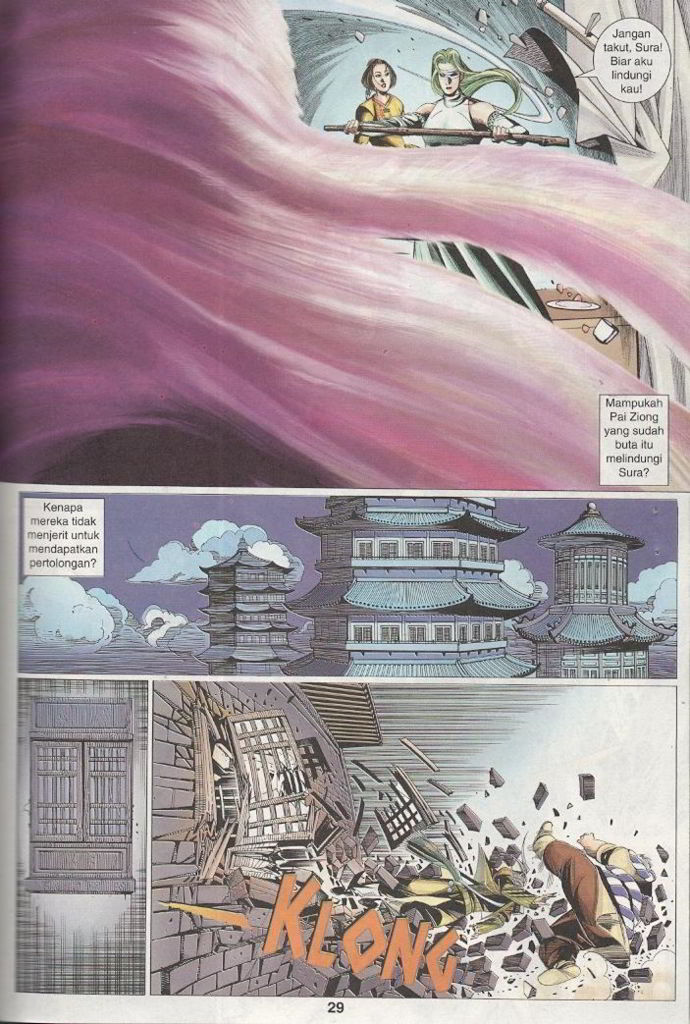 Jangan
takut, Sura!
Biar aku
lindungi
kau!
Mampukah
Pai Ziong
yang sudah
buta itu
melindungi
Sura?
Kenapa
mereka tidak
menjerit untuk
mendapatkan
pertolongan?
KLONG
29